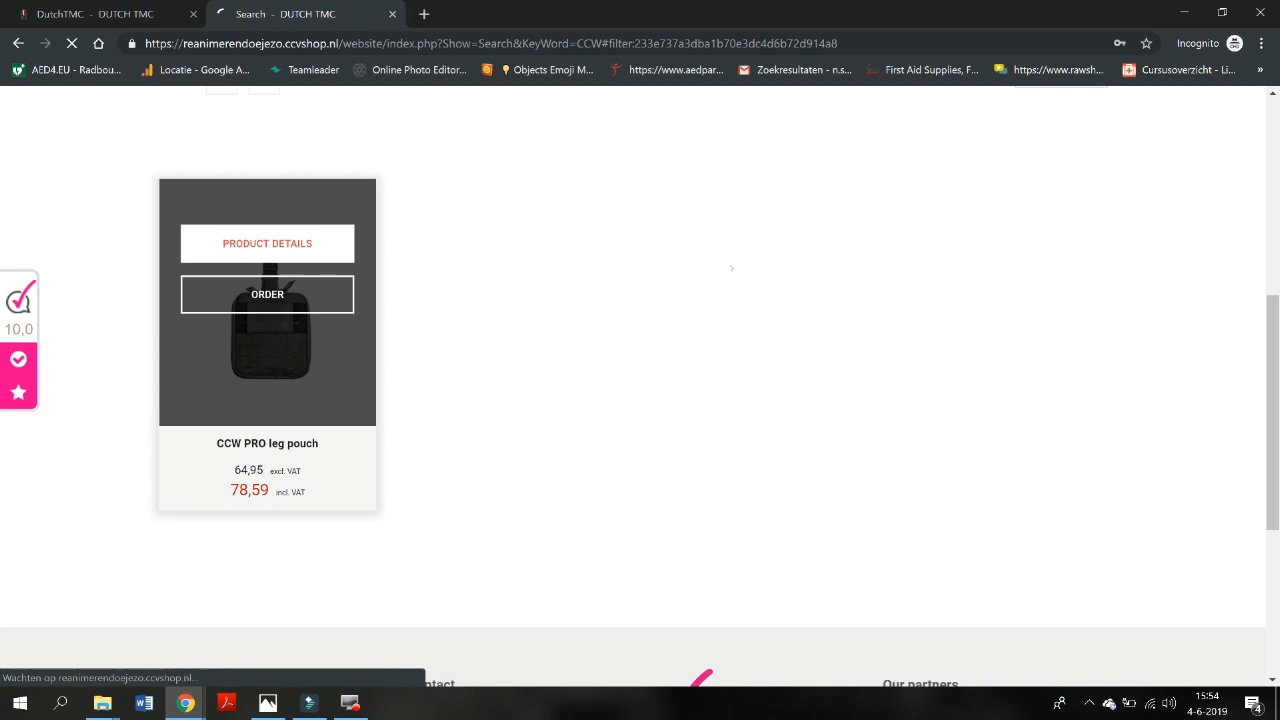 DutchTMC - DUTCH TMC
Search - DUTCH TMC
https://reanimerendoejezo.ccvshop.nl/website/index.php?Show=Search&KeyWord=CCW#filter:233e737a3dba1b70e3dc4d6b72d914a8
Incognito
AED4.EU - Radbou...
Locatie - Google A...
Teamleader
Online Photo Editor...
Objects Emoji M...
https://www.aedpar...
Zoekresultaten - n.s...
First Aid Supplies, F...
https://www.rawsh...
Cursusoverzicht - Li...
»
PRODUCT DETAILS
ORDER
10,0
CCW PRO leg pouch
64,95 excl. VAT
78,59 incl. VAT
Wachten op reanimerendoejezo.ccvshop.nl...
ntact
Our partners
15:54
4-6-2019
4